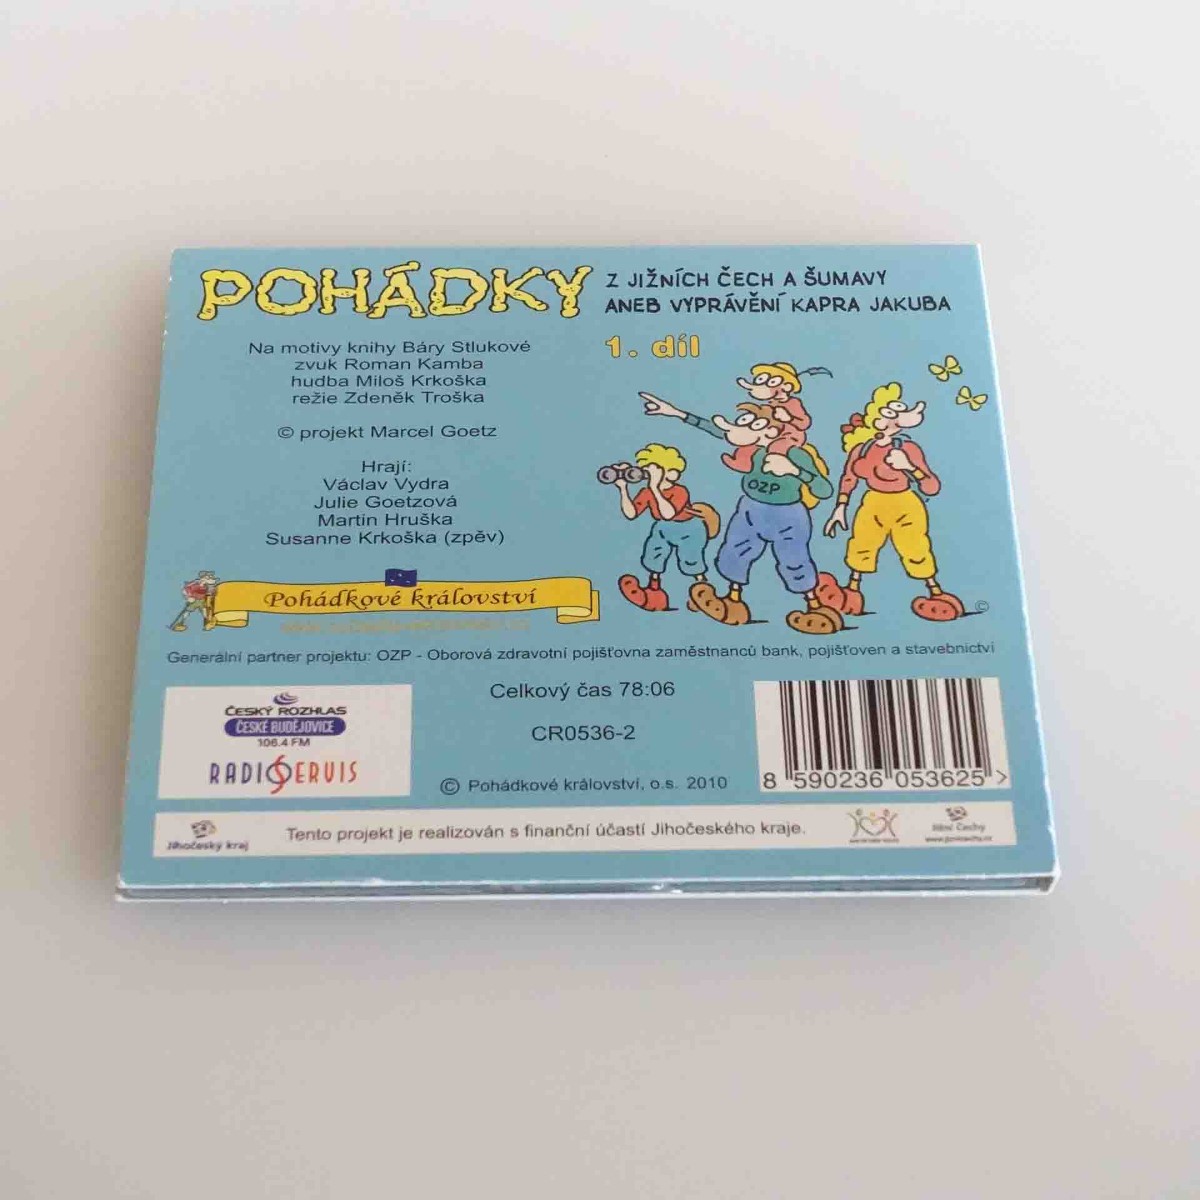 POHÁDKY
Z JIŽNÍCH ČECH A ŠUMAVY
ANEB VYPRÁVĚNÍ KAPRA JAKUBA
1. díl
Na motivy knihy Báry Stlukové
zvuk Roman Kamba
hudba Miloš Krkoška
režie Zdeněk Troška
© projekt Marcel Goetz
Hrají:
Václav Vydra
Julie Goetzová
Martin Hruška
Susanne Krkoška (zpěv)
OZP
©
Pohádkové království
Generální partner projektu: OZP - Oborová zdravotní pojišťovna zaměstnanců bank, pojišťoven a stavebnictví
ČESKÝ ROZHLAS
ČESKÉ BUDĚJOVICE
106.4 FM
RADIOSERVIS
Celkový čas 78:06
CR0536-2
© Pohádkové království, o.s. 2010
8 590236 053625 >
Jihočeský kraj
Tento projekt je realizován s finanční účastí Jihočeského kraje.
Jižní Čechy